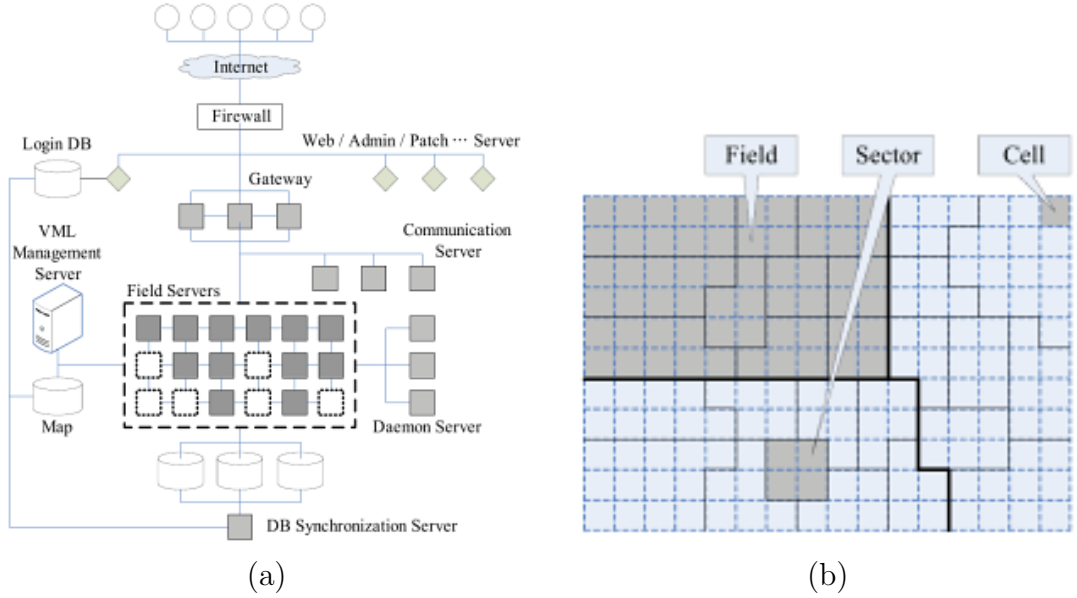 Internet
Firewall
Login DB
Web / Admin / Patch ··· Server
Gateway
VML
Management
Server
Communication
Server
Field Servers
Map
Daemon Server
DB Synchronization Server
(a)
Field
Sector
Cell
(b)